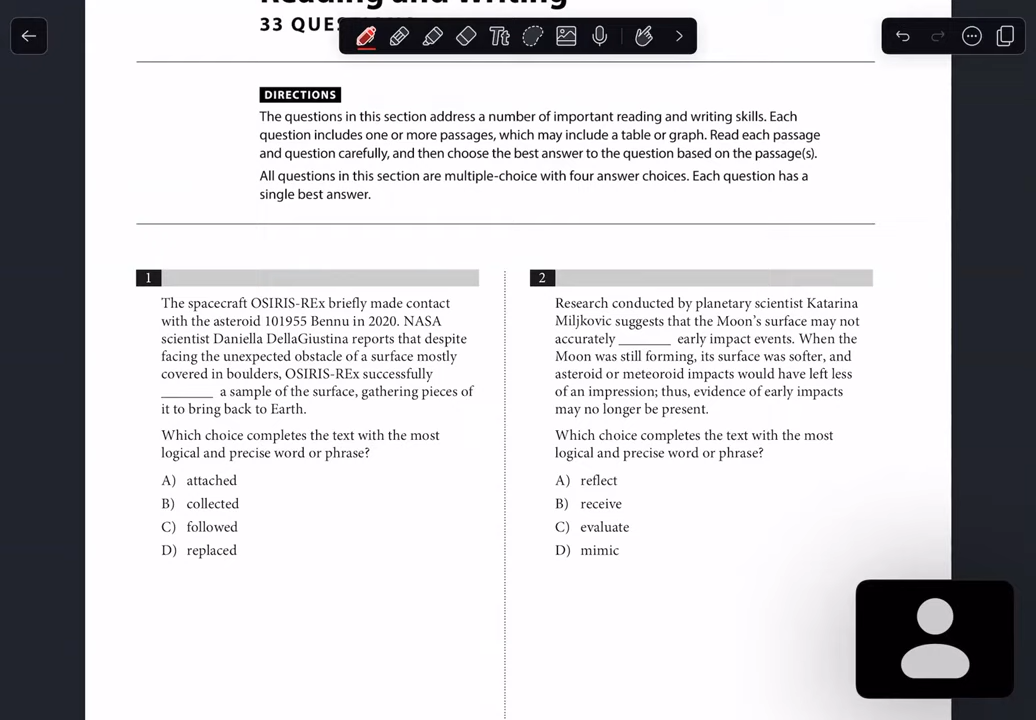 33 QUES
Tt
DIRECTIONS
The questions in this section address a number of important reading and writing skills. Each
question includes one or more passages, which may include a table or graph. Read each passage
and question carefully, and then choose the best answer to the question based on the passage(s).
All questions in this section are multiple-choice with four answer choices. Each question has a
single best answer.
1
The spacecraft OSIRIS-REx briefly made contact
with the asteroid 101955 Bennu in 2020. NASA
scientist Daniella DellaGiustina reports that despite
facing the unexpected obstacle of a surface mostly
covered in boulders, OSIRIS-REx successfully
______ a sample of the surface, gathering pieces of
it to bring back to Earth.
Which choice completes the text with the most
logical and precise word or phrase?
A) attached
B) collected
C) followed
D) replaced
2
Research conducted by planetary scientist Katarina
Miljkovic suggests that the Moon’s surface may not
accurately ______ early impact events. When the
Moon was still forming, its surface was softer, and
asteroid or meteoroid impacts would have left less
of an impression; thus, evidence of early impacts
may no longer be present.
Which choice completes the text with the most
logical and precise word or phrase?
A) reflect
B) receive
C) evaluate
D) mimic